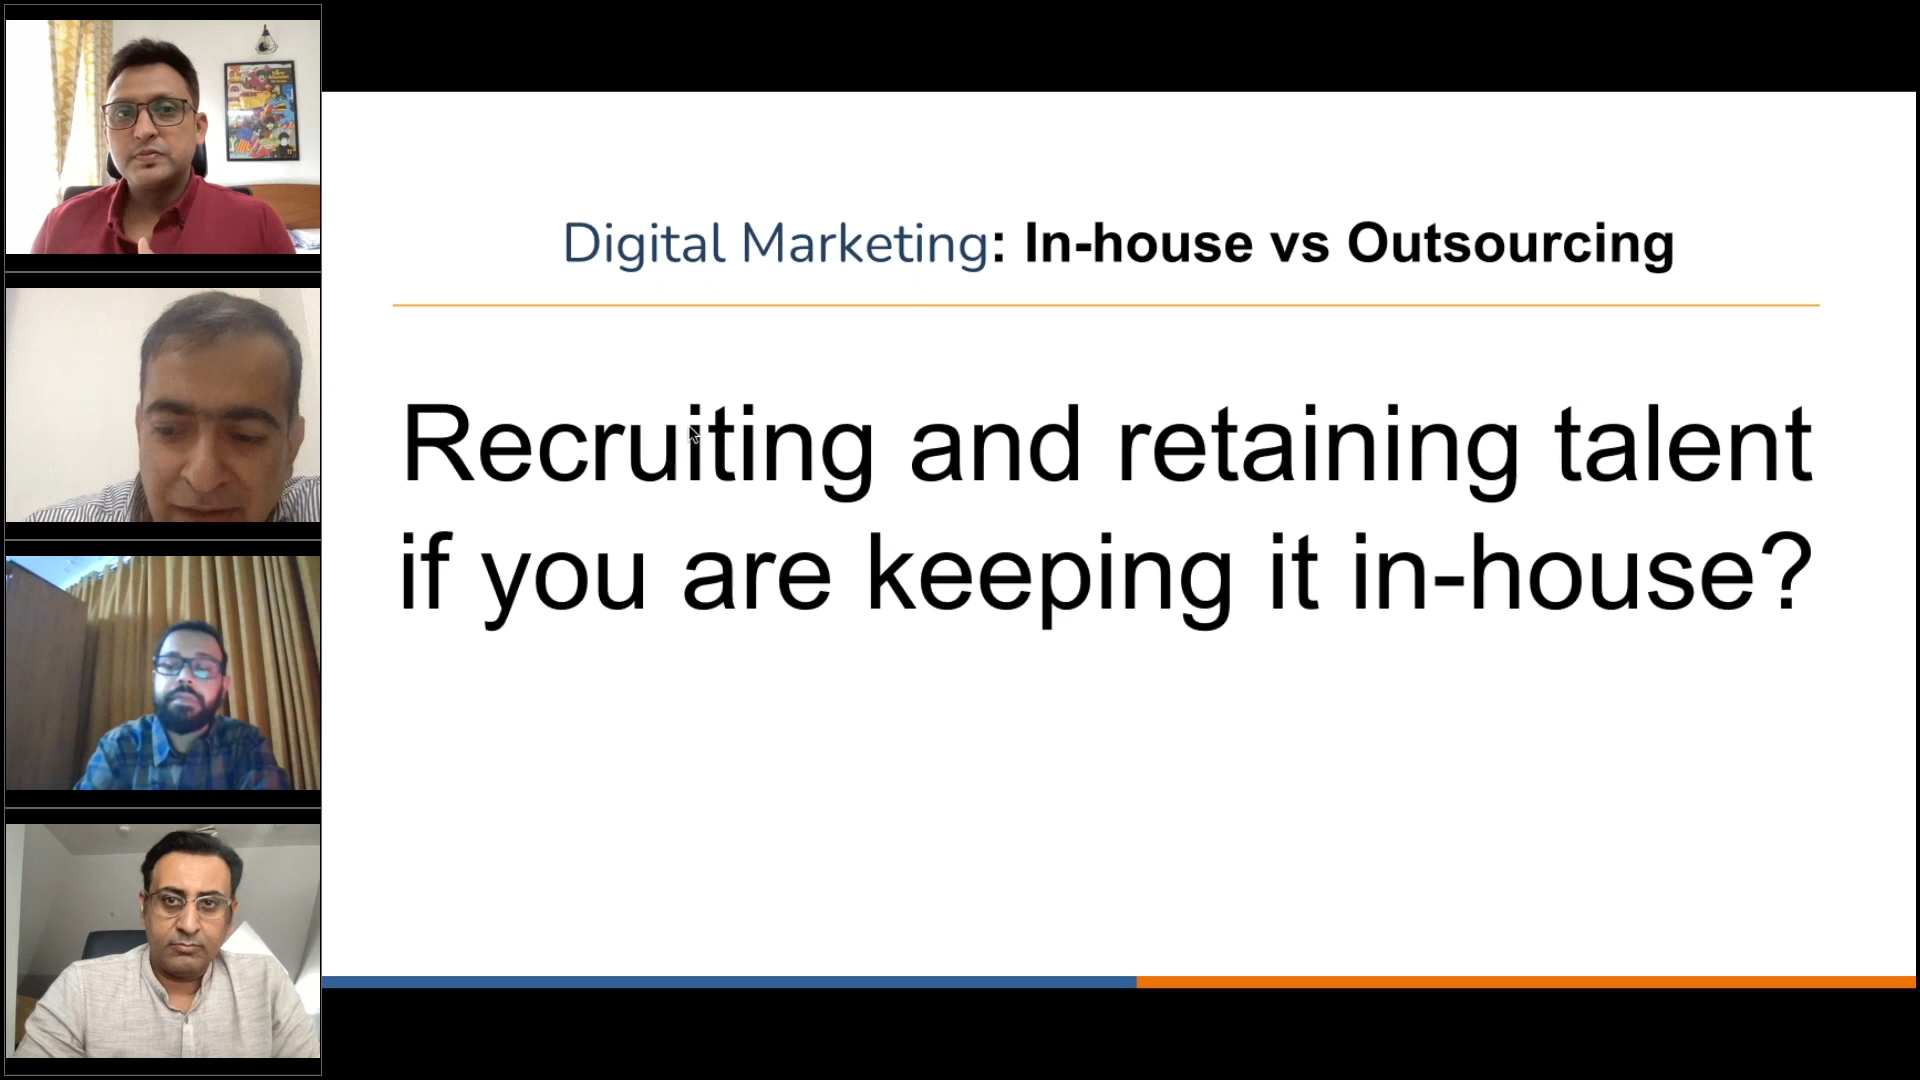 Digital Marketing: In-house vs Outsourcing
Recruiting and retaining talent
if you are keeping it in-house?